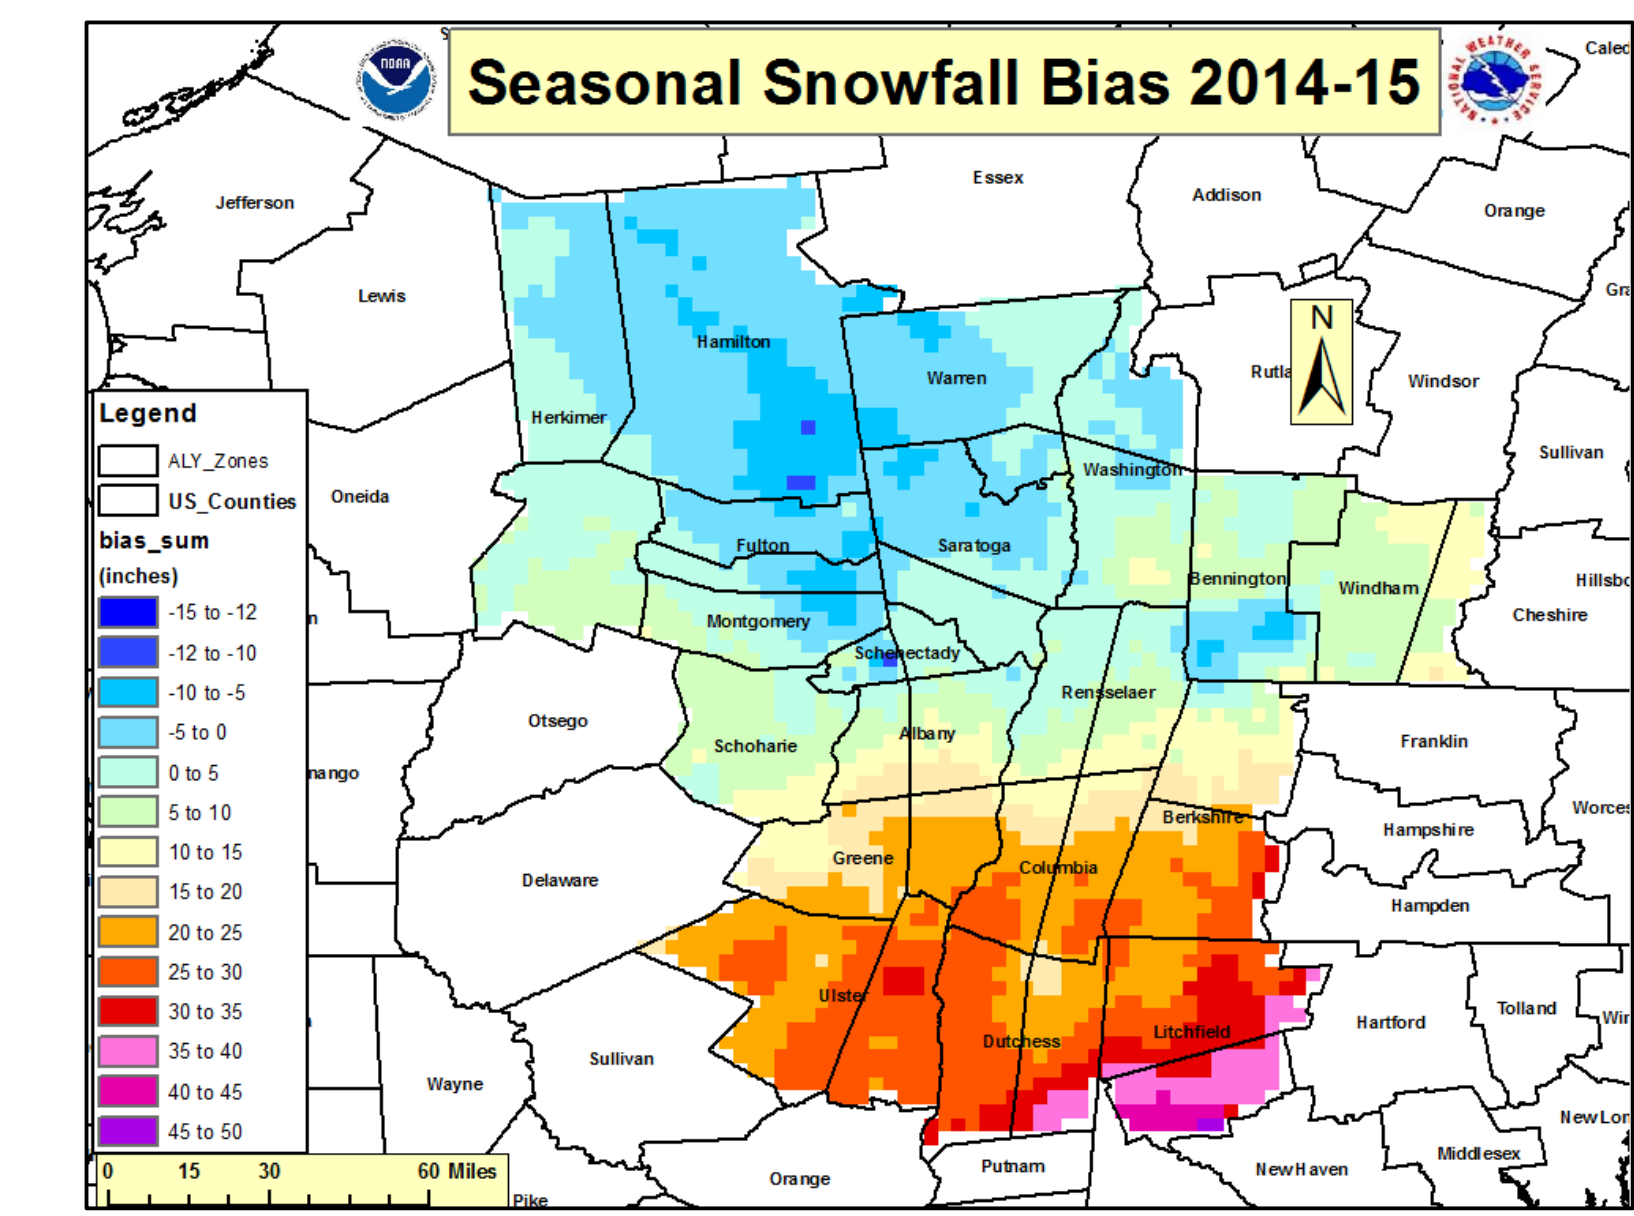 Seasonal Snowfall Bias 2014-15
NOAA
NATIONAL WEATHER SERVICE
Essex
Addison
Jefferson
Orange
Lewis
Hamilton
Warren
Windsor
Herkimer
Washington
Sullivan
Oneida
Fulton
Saratoga
Bennington
Windham
Cheshire
Montgomery
Schenectady
Rensselaer
Otsego
Schoharie
Albany
Franklin
Berkshire
Hampshire
Greene
Columbia
Delaware
Hampden
Ulster
Dutchess
Litchfield
Hartford
Tolland
Sullivan
Wayne
Putnam
New Haven
Middlesex
Orange
Pike
N
Legend
ALY_Zones
US_Counties
bias_sum
(inches)
-15 to -12
-12 to -10
-10 to -5
-5 to 0
0 to 5
5 to 10
10 to 15
15 to 20
20 to 25
25 to 30
30 to 35
35 to 40
40 to 45
45 to 50
0 15 30 60 Miles